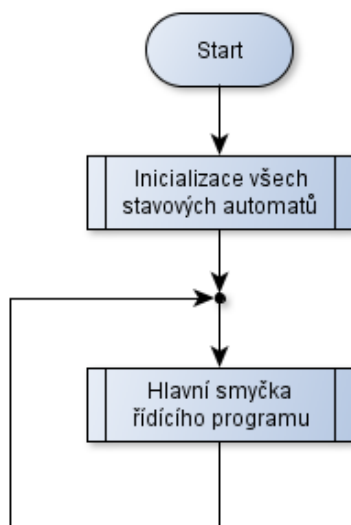 Start
Inicializace všech
stavových automatů
Hlavní smyčka
řídícího programu